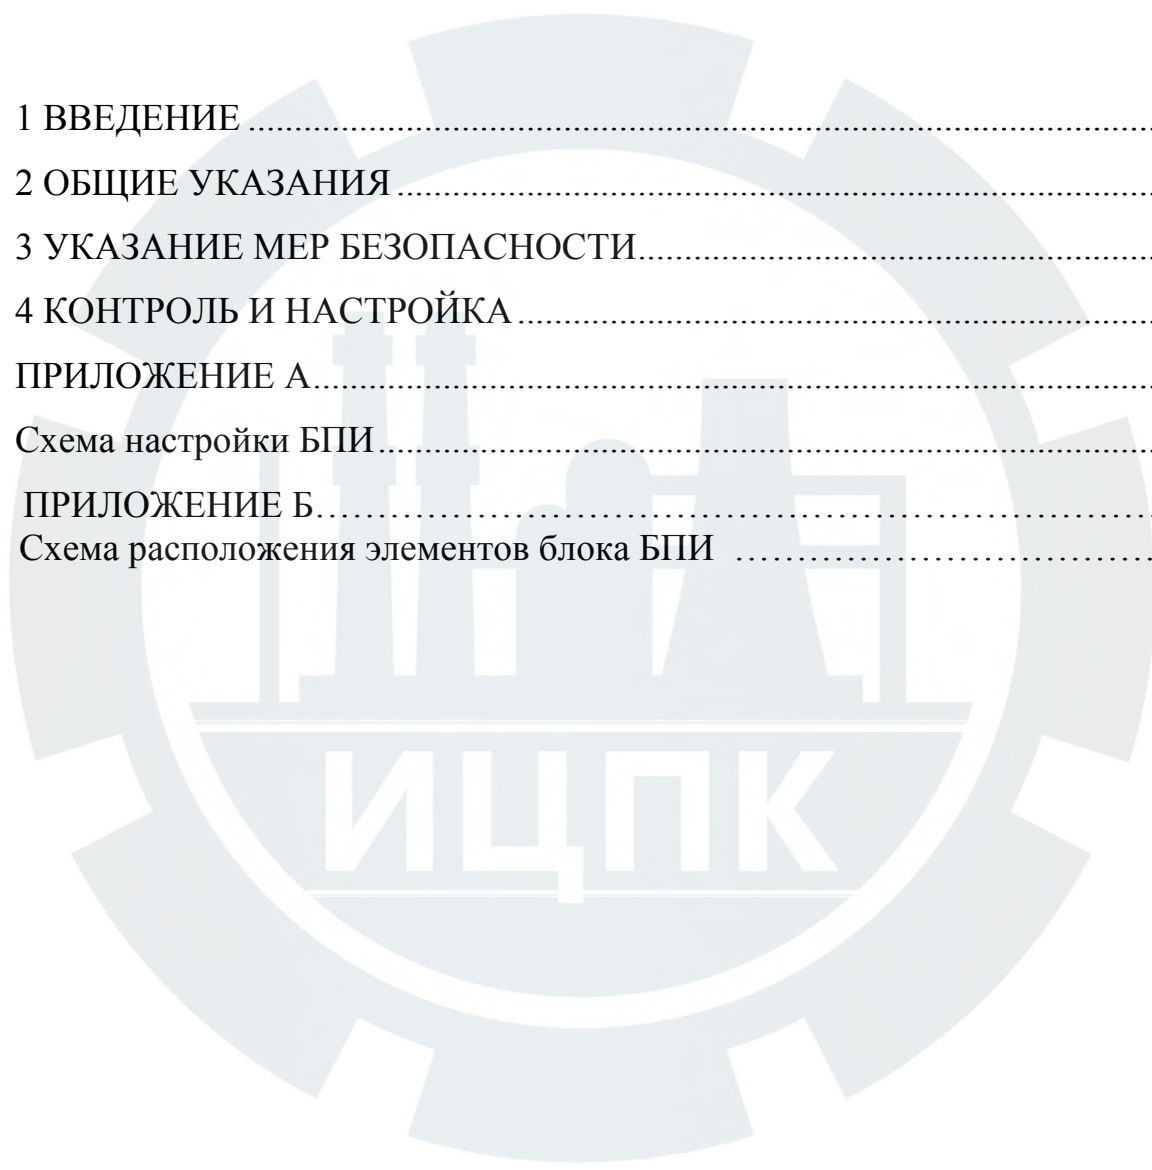 1 ВВЕДЕНИЕ ................................................................
2 ОБЩИЕ УКАЗАНИЯ ................................................................
3 УКАЗАНИЕ МЕР БЕЗОПАСНОСТИ................................................................
4 КОНТРОЛЬ И НАСТРОЙКА ................................................................
ПРИЛОЖЕНИЕ А................................................................
Схема настройки БПИ ................................................................
ПРИЛОЖЕНИЕ Б................................................................
Схема расположения элементов блока БПИ ................................................................
ИЦПК